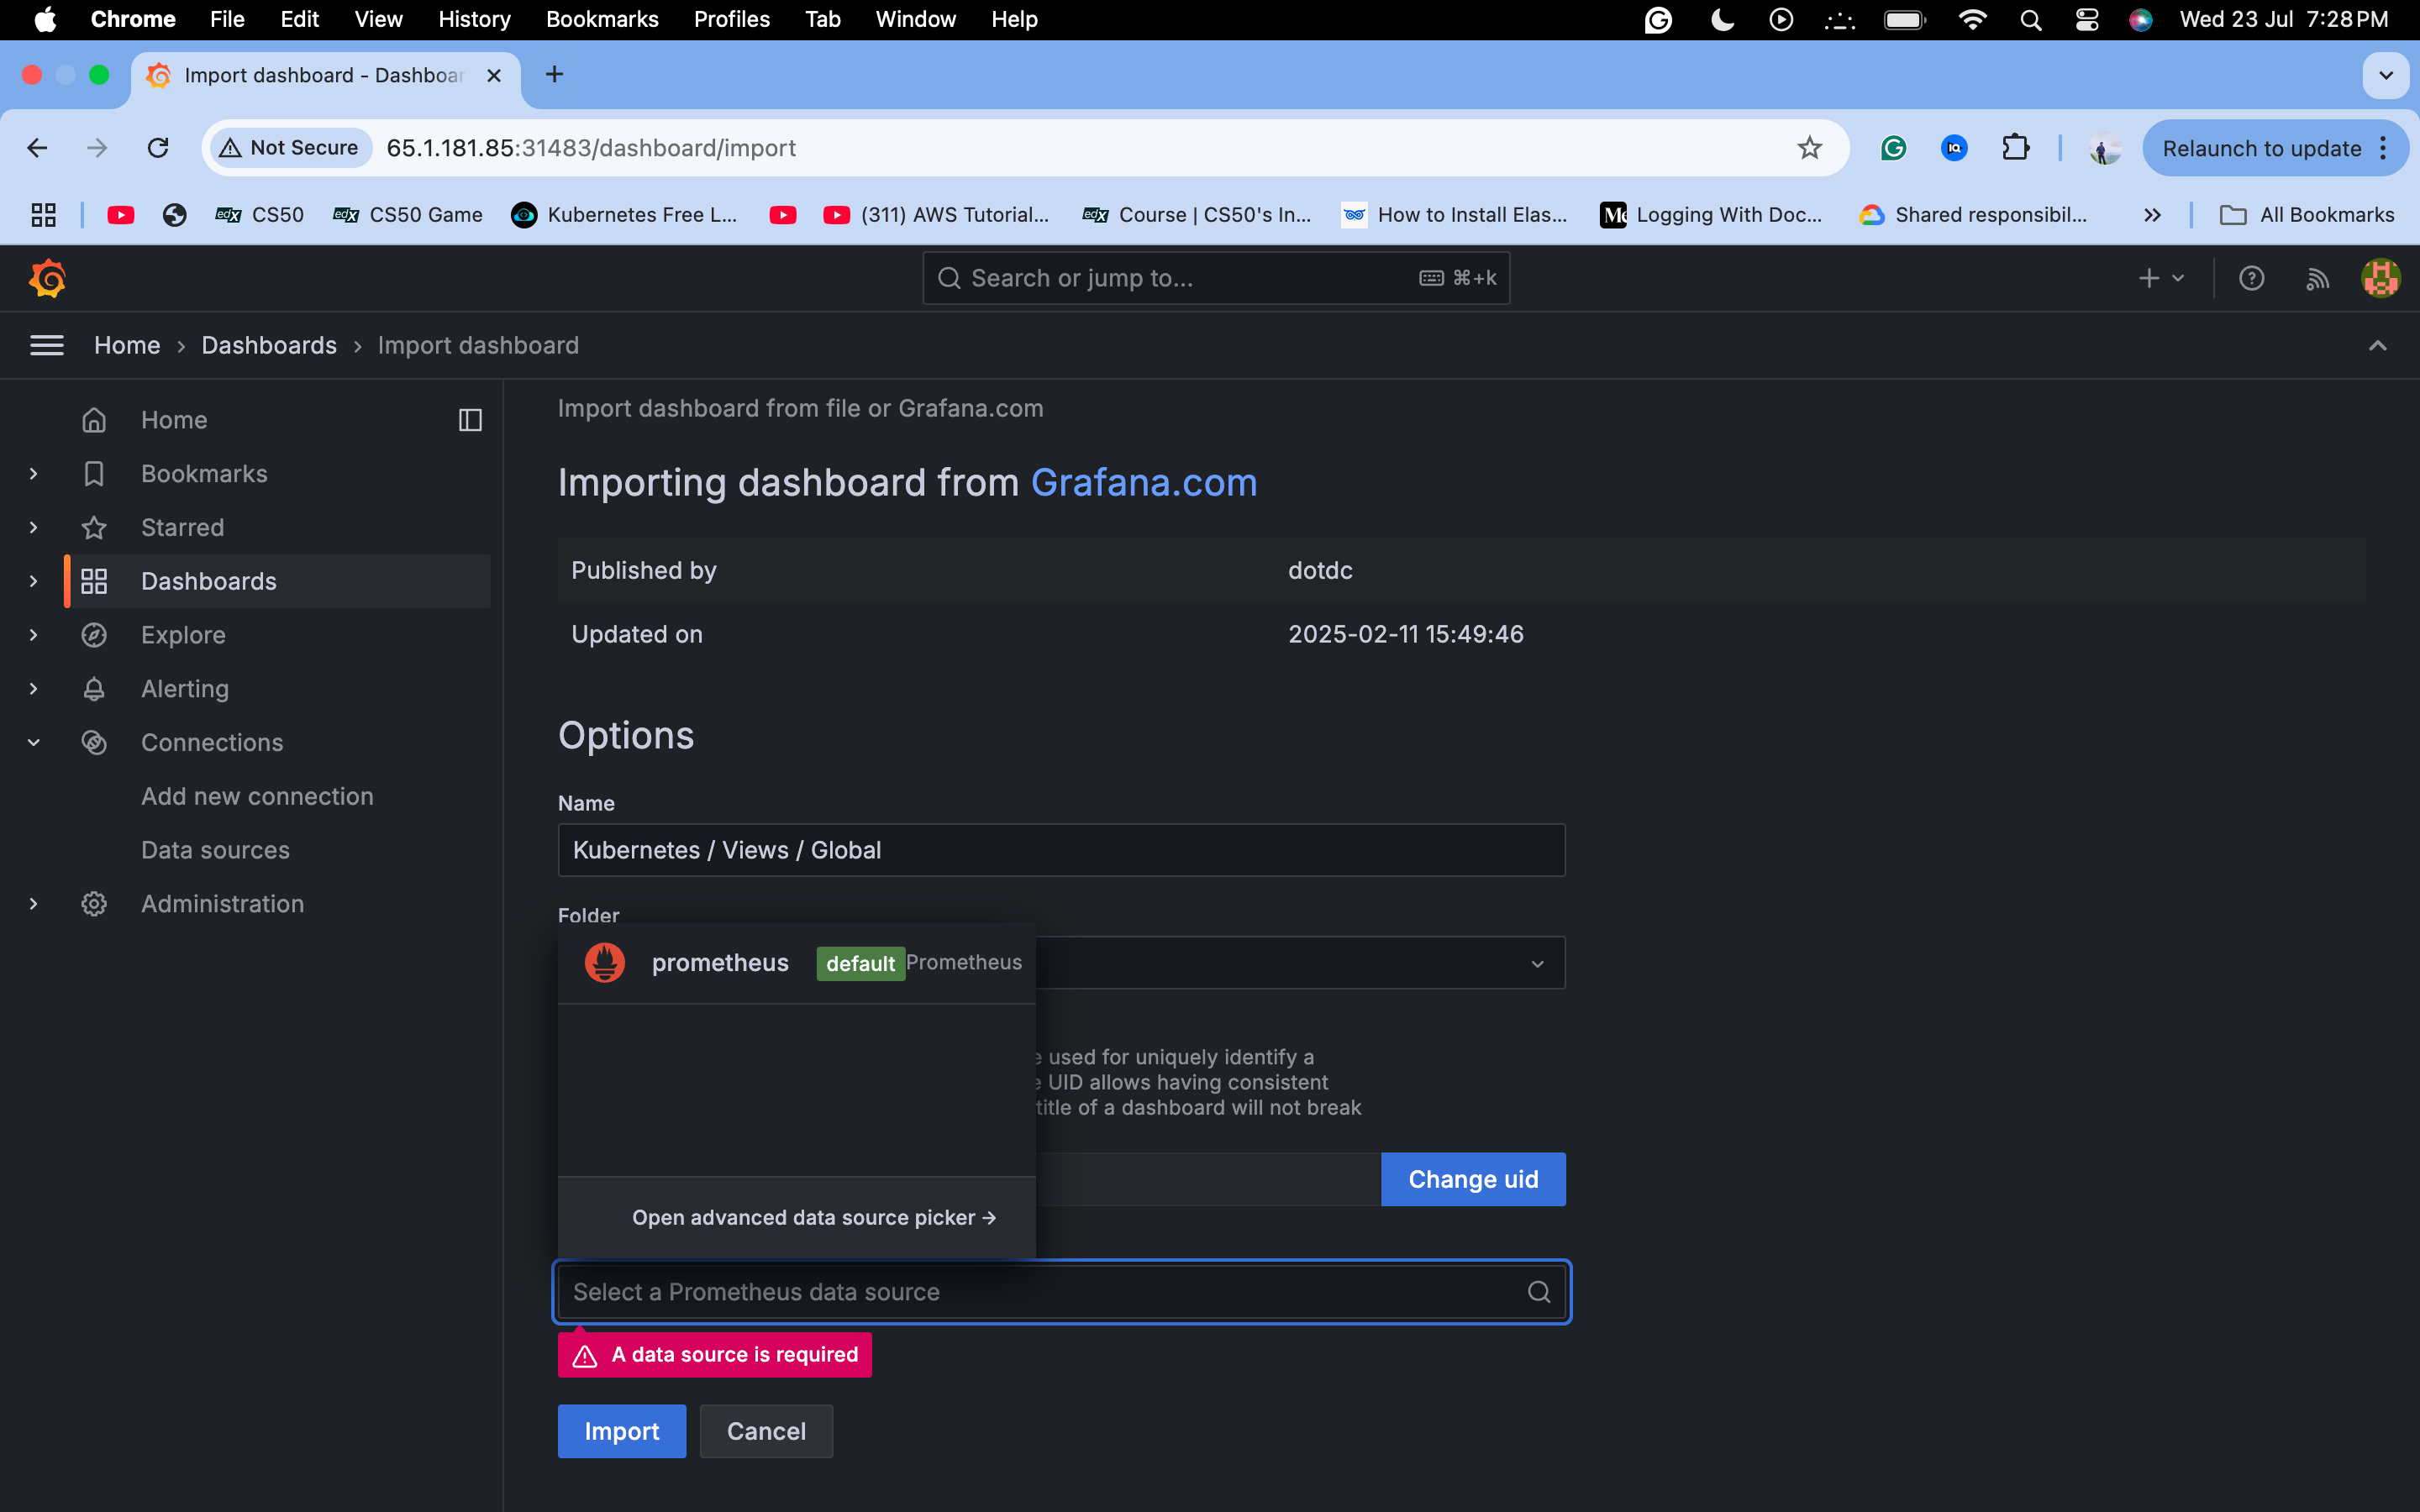 Chrome File Edit View History Bookmarks Profiles Tab Window Help Wed 23 Jul 7:28 PM
Import dashboard - Dashboar
Not Secure 65.1.181.85:31483/dashboard/import Relaunch to update
CS50 CS50 Game Kubernetes Free L... (311) AWS Tutorial... Course | CS50's In... How to Install Elas... Logging With Doc... Shared responsibil... All Bookmarks
Search or jump to... ⌘+k
Home › Dashboards › Import dashboard
Home
Bookmarks
Starred
Dashboards
Explore
Alerting
Connections
Add new connection
Data sources
Administration
Import dashboard from file or Grafana.com
Importing dashboard from Grafana.com
Published by dotdc
Updated on 2025-02-11 15:49:46
Options
Name
Kubernetes / Views / Global
Folder
prometheus default Prometheus
used for uniquely identify a
UID allows having consistent
title of a dashboard will not break
Change uid
Open advanced data source picker →
Select a Prometheus data source
A data source is required
Import Cancel